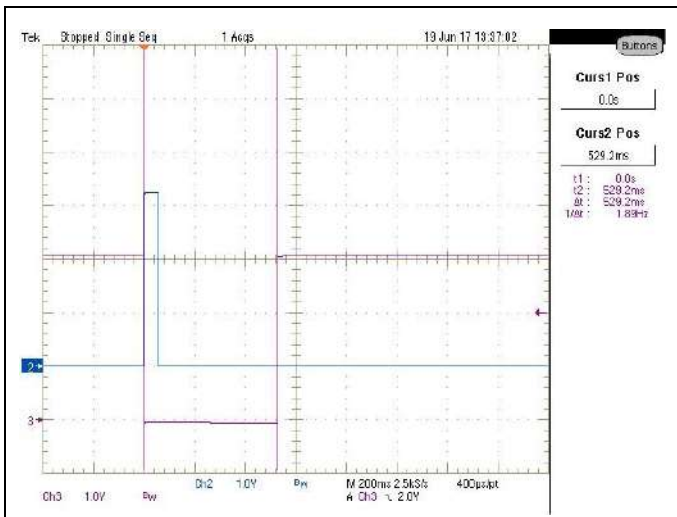 Tek Stopped Single Seq 1 Acqs 19 Jun 17 13:37:02
Buttons
Curs1 Pos
0.0s
Curs2 Pos
529.2ms
t1: 0.0s
t2: 529.2ms
Δt: 529.2ms
1/Δt: 1.89Hz
2
3
Ch2 1.0V Bw M 200ms 2.5kS/s 400µs/pt
Ch3 1.0V Bw A Ch3 2.0V